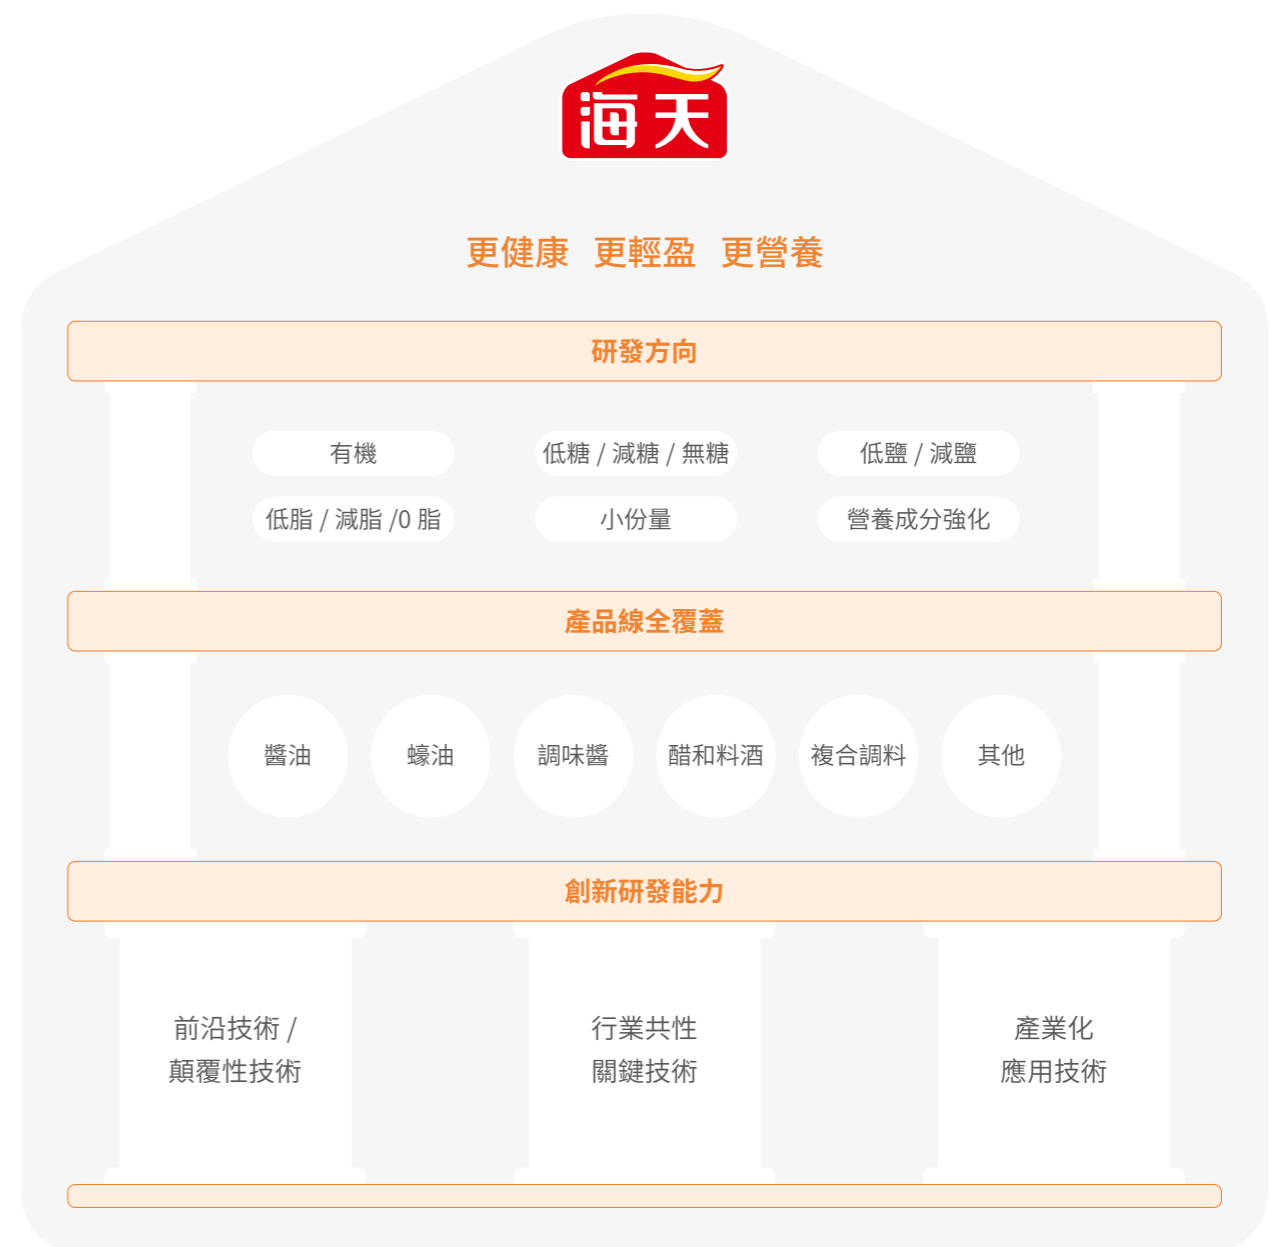 海天
更健康 更輕盈 更營養
研發方向
有機
低糖 / 減糖 / 無糖
低鹽 / 減鹽
低脂 / 減脂 /0 脂
小份量
營養成分強化
產品線全覆蓋
醬油
蠔油
調味醬
醋和料酒
複合調料
其他
創新研發能力
前沿技術 /
顛覆性技術
行業共性
關鍵技術
產業化
應用技術